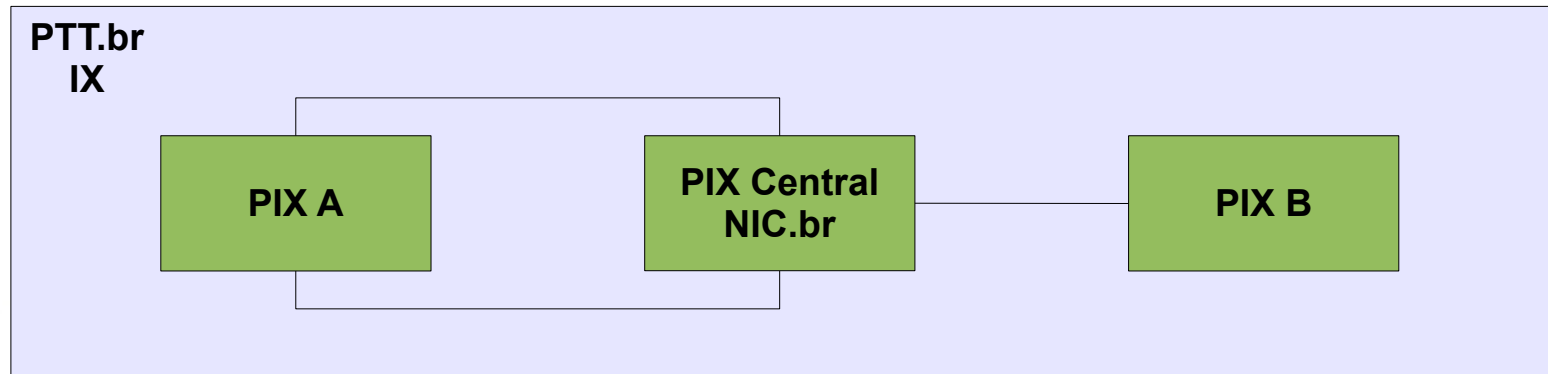 PTT.br
IX
PIX A
PIX Central
NIC.br
PIX B